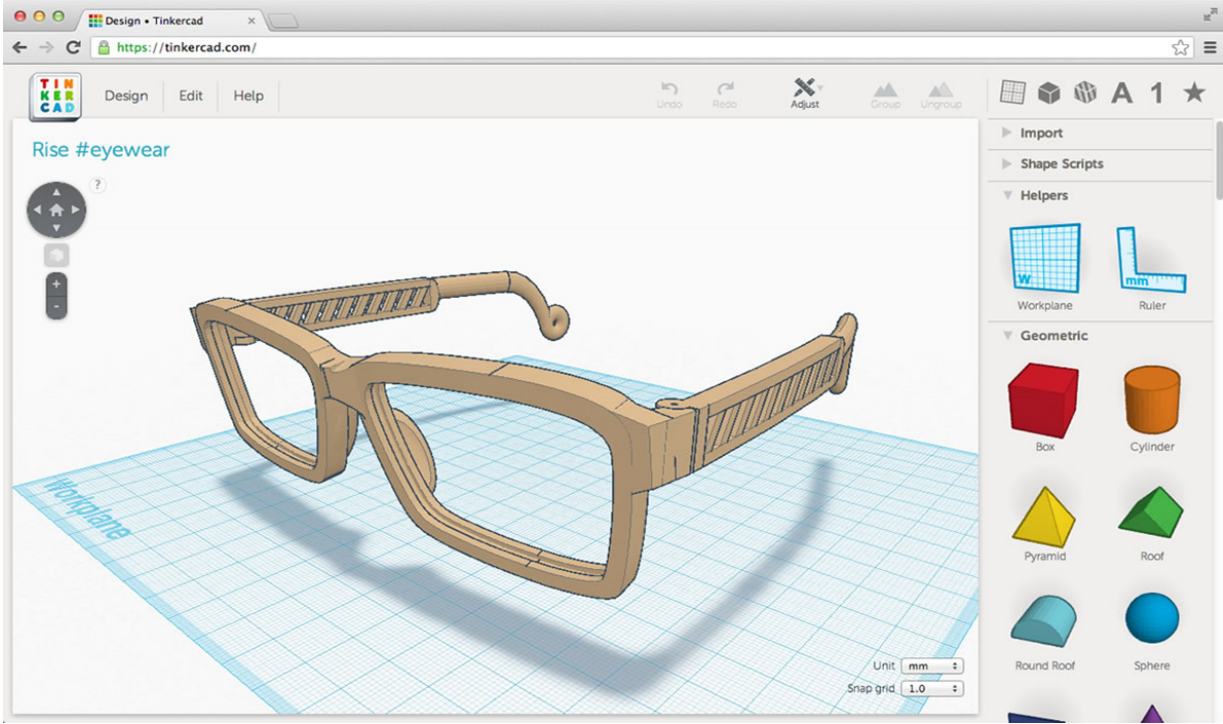 Design • Tinkercad
https://tinkercad.com/
TIN
KER
CAD
Design
Edit
Help
Undo
Redo
Adjust
Group
Ungroup
A
1
Rise #eyewear
?
+
-
Import
Shape Scripts
Helpers
W
mm
Workplane
Ruler
Geometric
Box
Cylinder
Pyramid
Roof
Round Roof
Sphere
Workplane
Unit mm
Snap grid 1.0